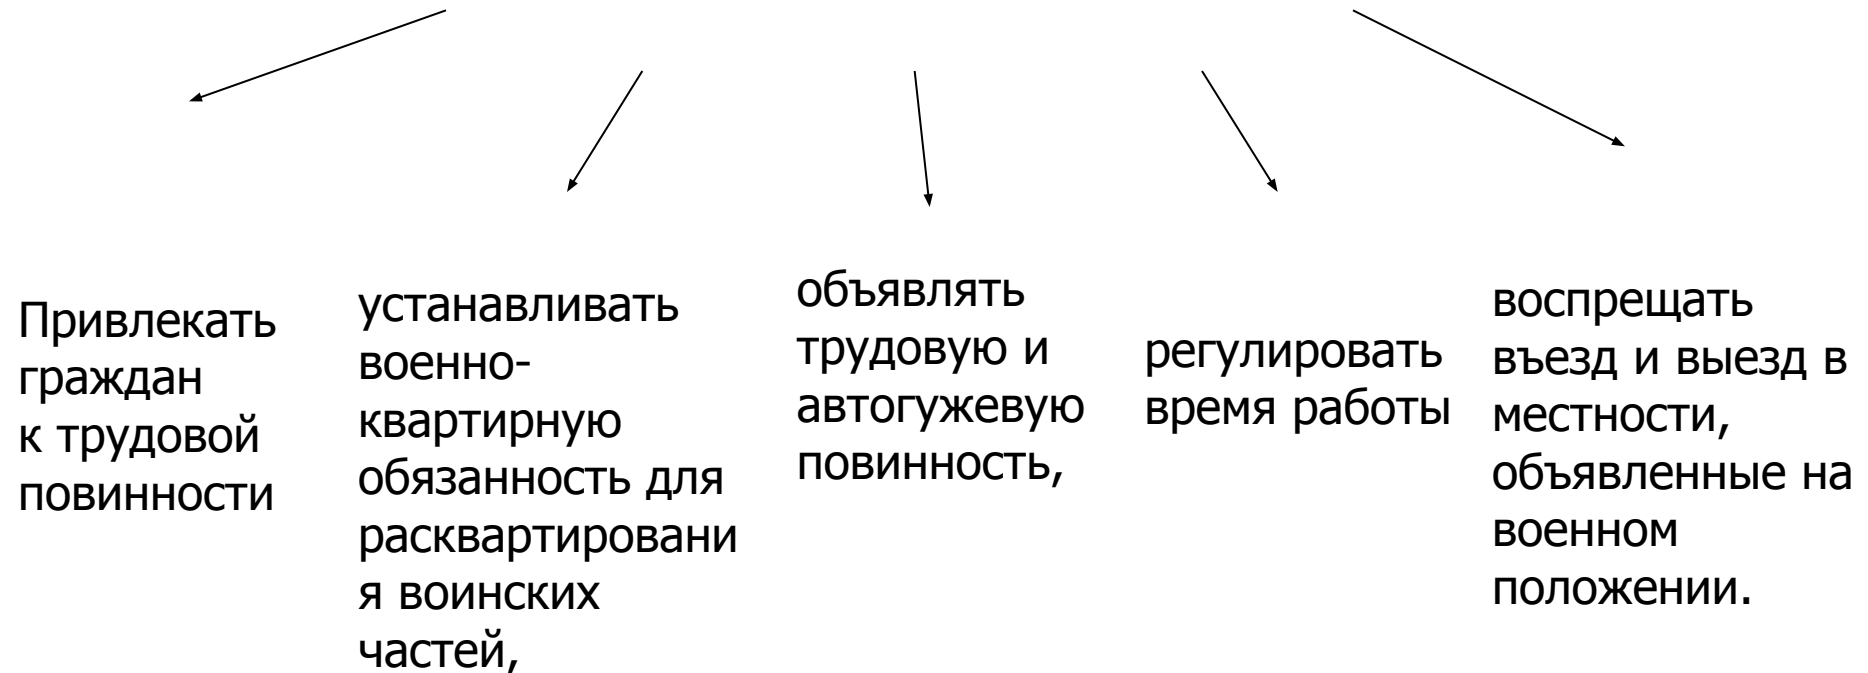 Привлекать
граждан
к трудовой
повинности
устанавливать
военно-
квартирную
обязанность для
расквартировани
я воинских
частей,
объявлять
трудовую и
автогужевую
повинность,
регулировать
время работы
воспрещать
въезд и выезд в
местности,
объявленные на
военном
положении.